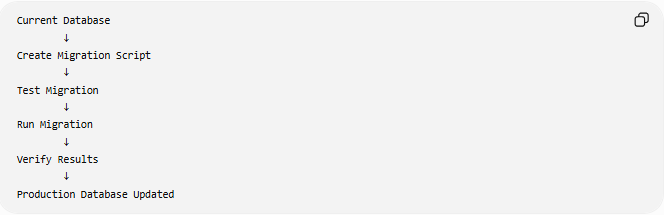 Current Database
↓
Create Migration Script
↓
Test Migration
↓
Run Migration
↓
Verify Results
↓
Production Database Updated